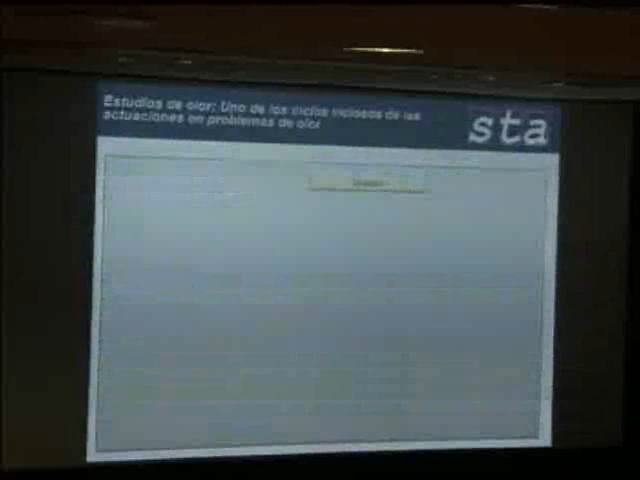 Estudios de olor: Uno de los ciclos viciosos de las
actuaciones en problemas de olor
sta